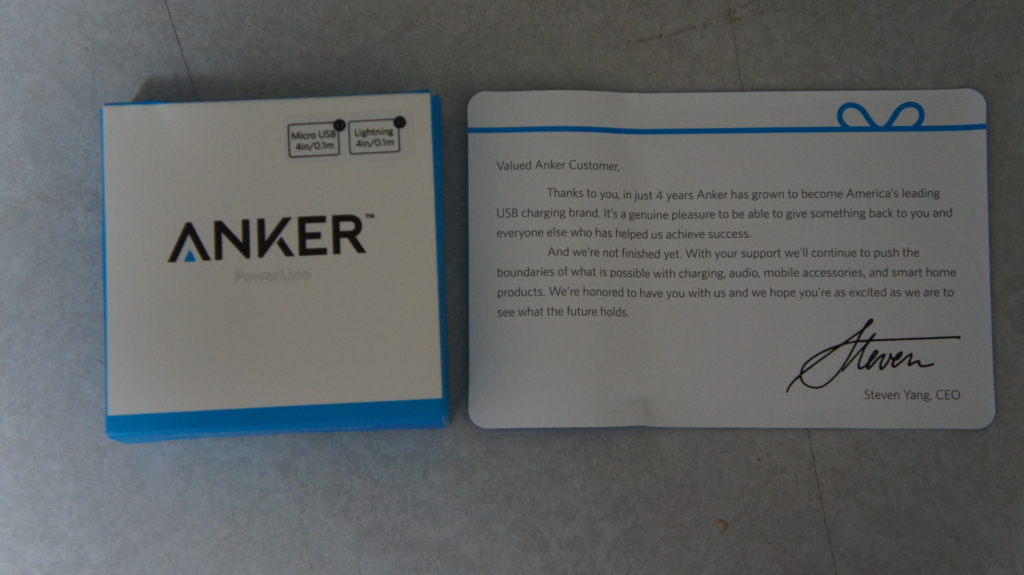 Micro USB
4in/0.1m
Lightning
4in/0.1m
ANKER™
PowerLine
Valued Anker Customer,
Thanks to you, in just 4 years Anker has grown to become America's leading
USB charging brand. It's a genuine pleasure to be able to give something back to you and
everyone else who has helped us achieve success.
And we're not finished yet. With your support we'll continue to push the
boundaries of what is possible with charging, audio, mobile accessories, and smart home
products. We're honored to have you with us and we hope you're as excited as we are to
see what the future holds.
Steven
Steven Yang, CEO